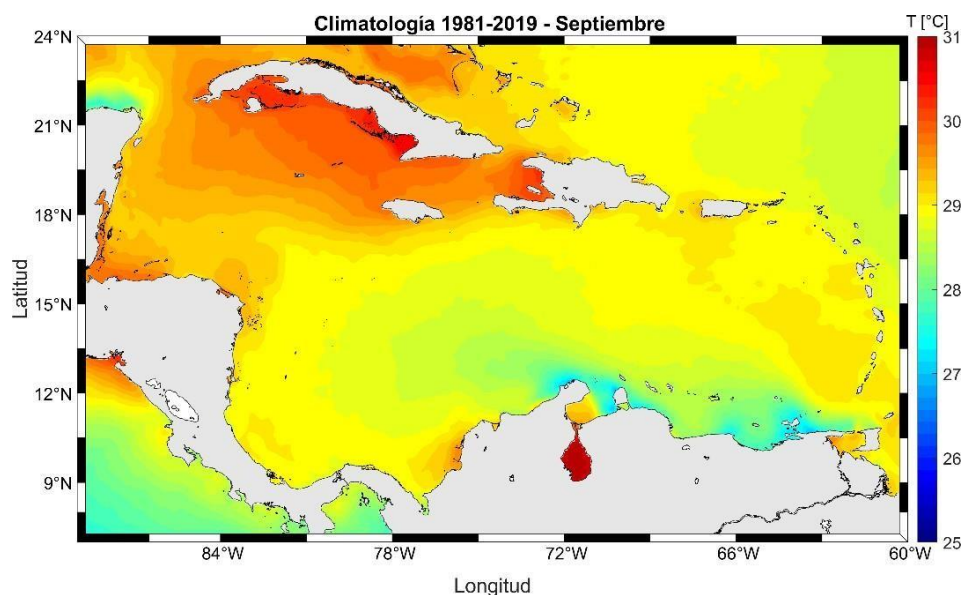 Climatología 1981-2019 - Septiembre
T [°C]
24°N
21°N
18°N
15°N
12°N
9°N
Latitud
84°W
78°W
72°W
66°W
60°W
Longitud
31
30
29
28
27
26
25